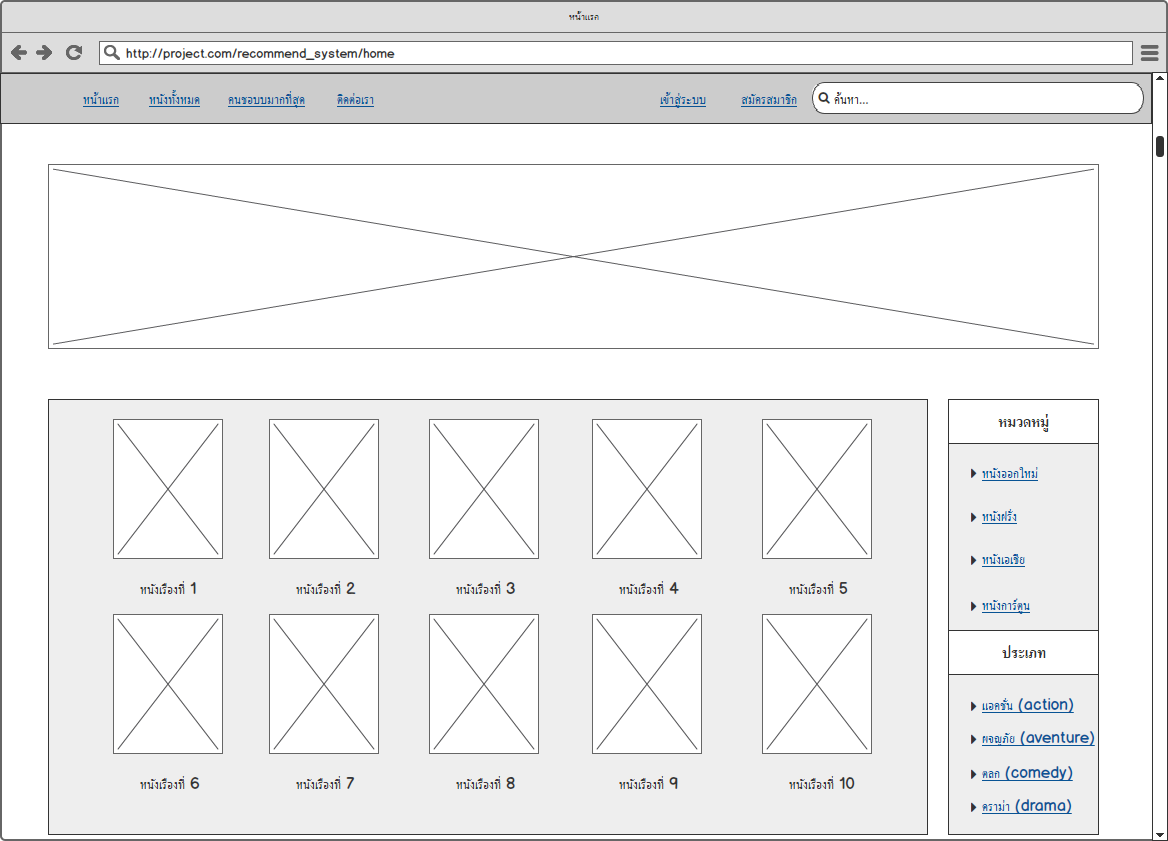 หน้าแรก
http://project.com/recommend_system/home
หน้าแรก หนังทั้งหมด คนชอบมากที่สุด ติดต่อเรา เข้าสู่ระบบ สมัครสมาชิก ค้นหา...
หมวดหมู่
หนังออกใหม่
หนังฝรั่ง
หนังเอเชีย
หนังการ์ตูน
หนังเรื่องที่ 1 หนังเรื่องที่ 2 หนังเรื่องที่ 3 หนังเรื่องที่ 4 หนังเรื่องที่ 5
หนังเรื่องที่ 6 หนังเรื่องที่ 7 หนังเรื่องที่ 8 หนังเรื่องที่ 9 หนังเรื่องที่ 10
ประเภท
แอคชั่น (action)
ผจญภัย (aventure)
ตลก (comedy)
ดราม่า (drama)